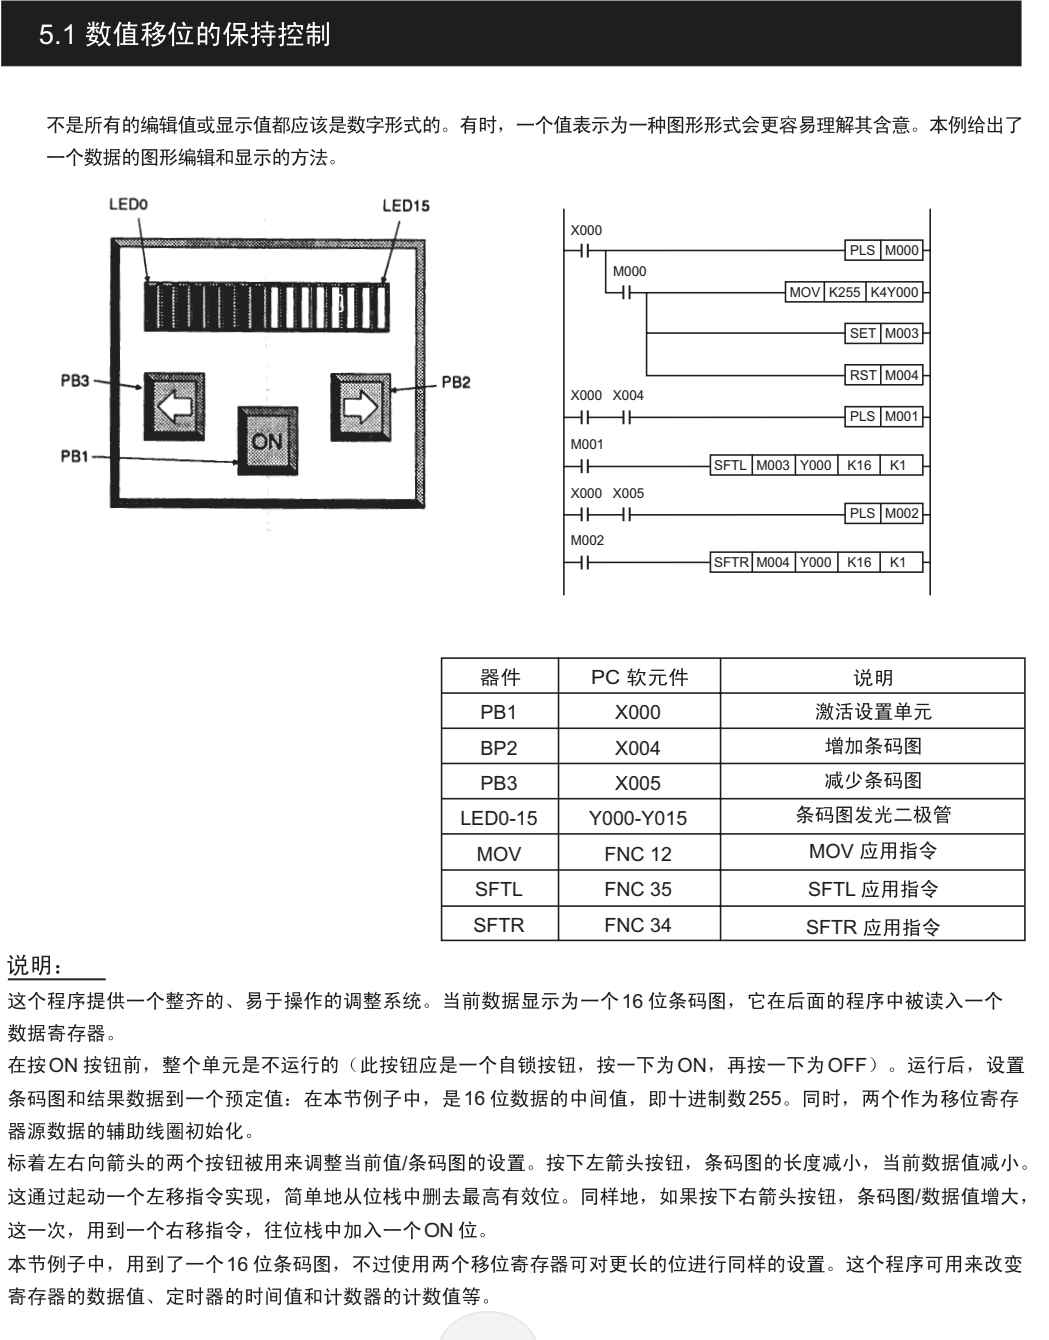 5.1 数值移位的保持控制
不是所有的编辑值或显示值都应该是数字形式的。有时，一个值表示为一种图形形式会更容易理解其含意。本例给出了
一个数据的图形编辑和显示的方法。
LED0
LED15
PB3
PB2
ON
PB1
X000
PLS M000
M000
MOV K255 K4Y000
SET M003
RST M004
X000 X004
PLS M001
M001
SFTL M003 Y000 K16 K1
X000 X005
PLS M002
M002
SFTR M004 Y000 K16 K1
器件 PC 软元件 说明
PB1 X000 激活设置单元
BP2 X004 增加条码图
PB3 X005 减少条码图
LED0-15 Y000-Y015 条码图发光二极管
MOV FNC 12 MOV 应用指令
SFTL FNC 35 SFTL 应用指令
SFTR FNC 34 SFTR 应用指令
说明：
这个程序提供一个整齐的、易于操作的调整系统。当前数据显示为一个16 位条码图，它在后面的程序中被读入一个
数据寄存器。
在按ON 按钮前，整个单元是不运行的（此按钮应是一个自锁按钮，按一下为ON，再按一下为OFF）。运行后，设置
条码图和结果数据到一个预定值：在本节例子中，是16 位数据的中间值，即十进制数255。同时，两个作为移位寄存
器源数据的辅助线圈初始化。
标着左右向箭头的两个按钮被用来调整当前值/条码图的设置。按下左箭头按钮，条码图的长度减小，当前数据值减小。
这通过起动一个左移指令实现，简单地从位栈中删去最高有效位。同样地，如果按下右箭头按钮，条码图/数据值增大，
这一次，用到一个右移指令，往位栈中加入一个ON 位。
本节例子中，用到了一个16 位条码图，不过使用两个移位寄存器可对更长的位进行同样的设置。这个程序可用来改变
寄存器的数据值、定时器的时间值和计数器的计数值等。